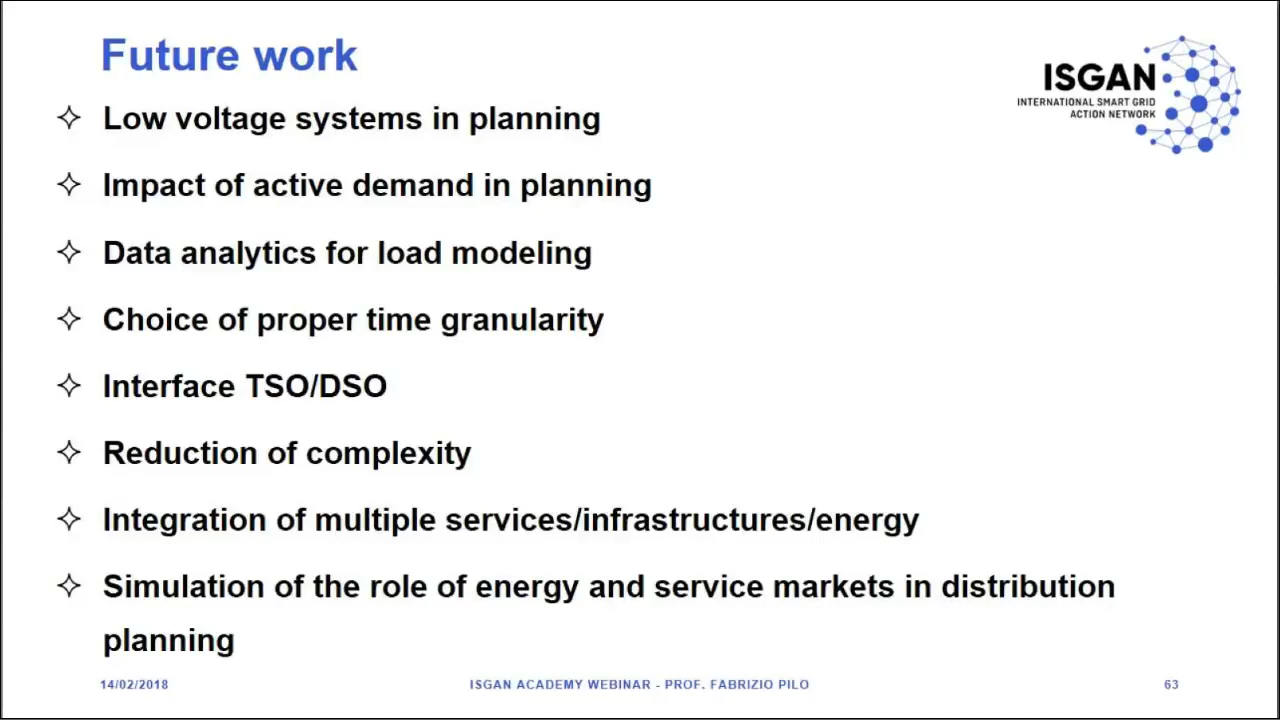 Future work
ISGAN
INTERNATIONAL SMART GRID
ACTION NETWORK
Low voltage systems in planning
Impact of active demand in planning
Data analytics for load modeling
Choice of proper time granularity
Interface TSO/DSO
Reduction of complexity
Integration of multiple services/infrastructures/energy
Simulation of the role of energy and service markets in distribution
planning
14/02/2018
ISGAN ACADEMY WEBINAR - PROF. FABRIZIO PILO
63